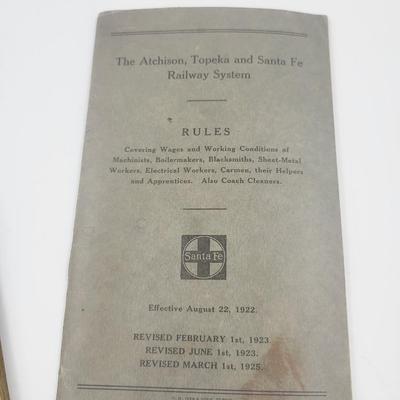 The Atchison, Topeka and Santa Fe
Railway System
RULES
Covering Wages and Working Conditions of
Machinists, Boilermakers, Blacksmiths, Sheet-Metal
Workers, Electrical Workers, Carmen, their Helpers
and Apprentices. Also Coach Cleaners.
Santa Fe
Effective August 22, 1922.
REVISED FEBRUARY 1st, 1923.
REVISED JUNE 1st, 1923.
REVISED MARCH 1st, 1925.